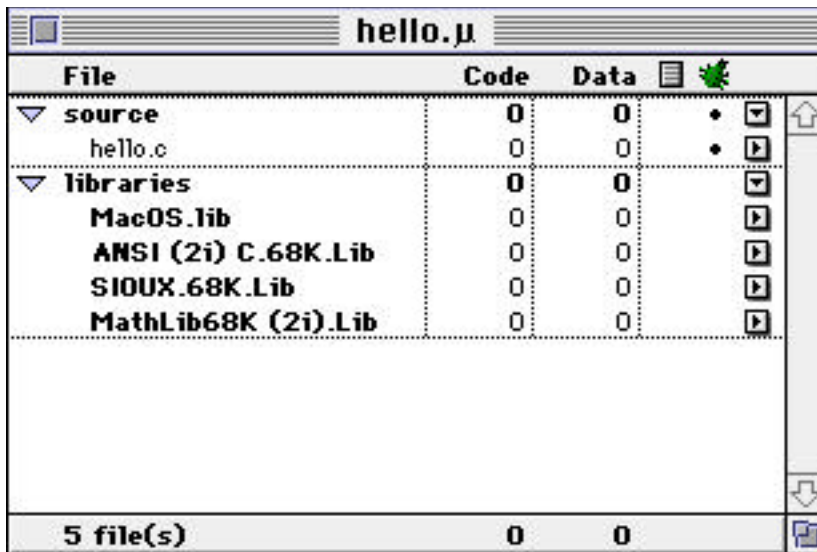 hello.µ
File Code Data
source 0 0 •
hello.c 0 0 •
libraries 0 0
MacOS.lib 0 0
ANSI (2i) C.68K.Lib 0 0
SIOUX.68K.Lib 0 0
MathLib68K (2i).Lib 0 0
5 file(s) 0 0